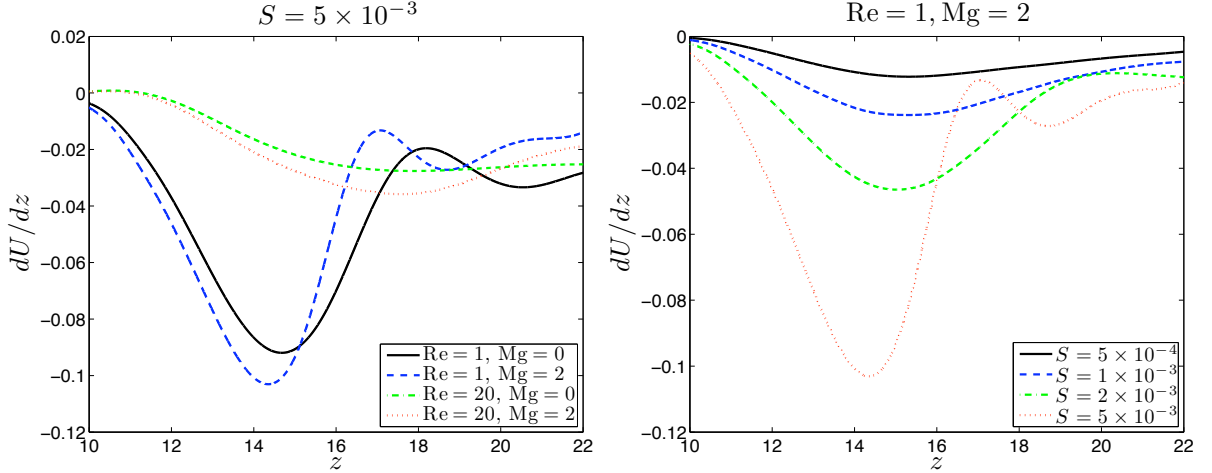 S = 5 × 10⁻³
0.02
0
−0.02
−0.04
−0.06
−0.08
−0.1
−0.12
dU/dz
10 12 14 16 18 20 22
z
Re = 1, Mg = 0
Re = 1, Mg = 2
Re = 20, Mg = 0
Re = 20, Mg = 2
Re = 1, Mg = 2
0
−0.02
−0.04
−0.06
−0.08
−0.1
−0.12
dU/dz
10 12 14 16 18 20 22
z
S = 5 × 10⁻⁴
S = 1 × 10⁻³
S = 2 × 10⁻³
S = 5 × 10⁻³